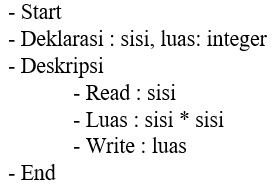 - Start
- Deklarasi : sisi, luas: integer
- Deskripsi
- Read : sisi
- Luas : sisi * sisi
- Write : luas
- End